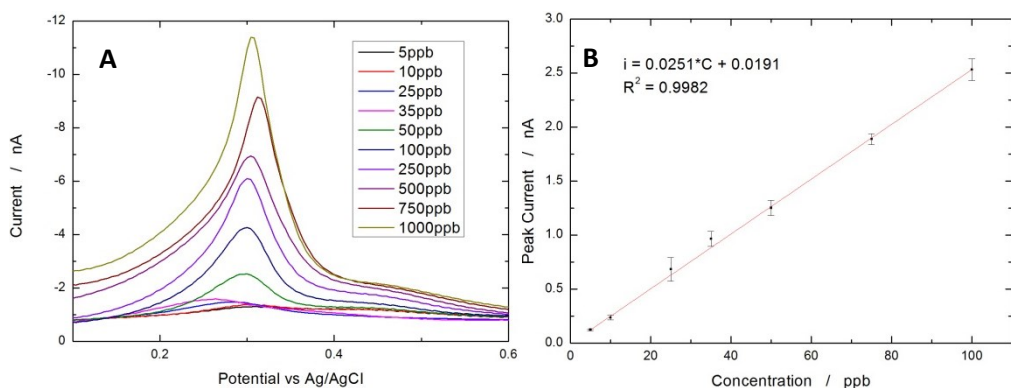 A
-12
-10
-8
-6
-4
-2
0
Current / nA
0.2
0.4
0.6
Potential vs Ag/AgCl
5ppb
10ppb
25ppb
35ppb
50ppb
100ppb
250ppb
500ppb
750ppb
1000ppb
B
i = 0.0251*C + 0.0191
R² = 0.9982
3.0
2.5
2.0
1.5
1.0
0.5
0.0
Peak Current / nA
0
20
40
60
80
100
Concentration / ppb